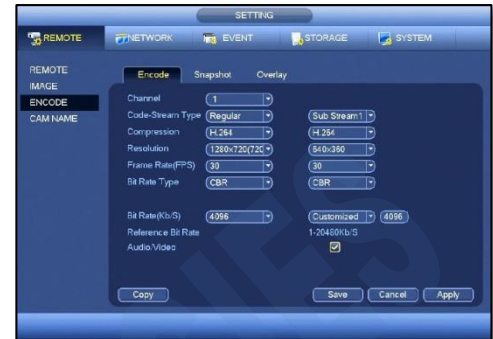 SETTING
REMOTE NETWORK EVENT STORAGE SYSTEM
REMOTE
IMAGE
ENCODE
CAM NAME
Encode Snapshot Overlay
Channel 1
Code-Stream Type Regular Sub Stream1
Compression H.264 H.264
Resolution 1280x720(720 640x360
Frame Rate(FPS) 30 30
Bit Rate Type CBR CBR
Bit Rate(Kb/S) 4096 Customized 4096
Reference Bit Rate 1-20480Kb/S
Audio/Video
Copy Save Cancel Apply